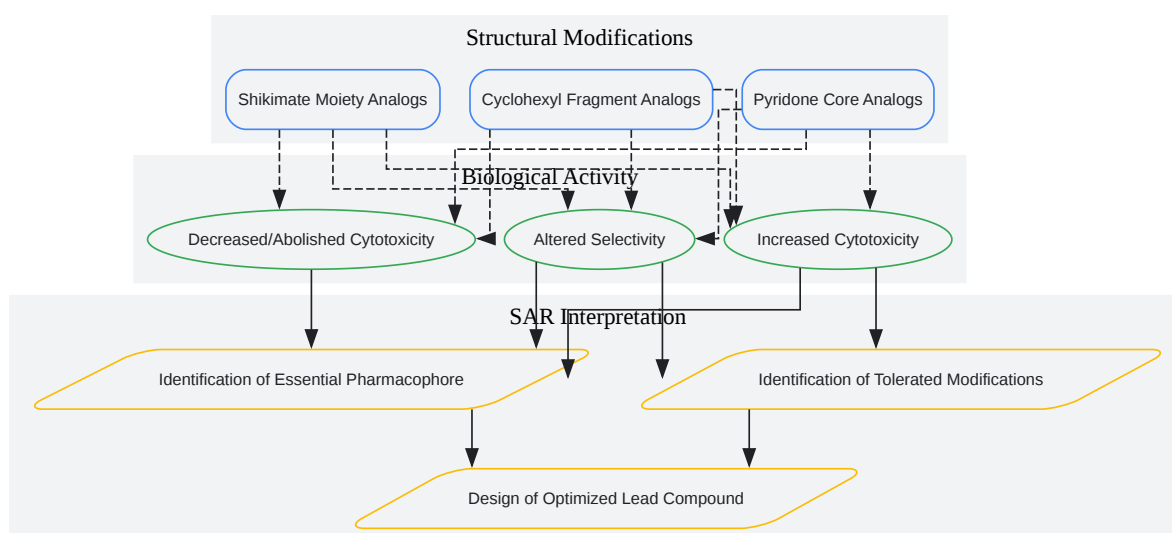 Structural Modifications
Shikimate Moiety Analogs
Cyclohexyl Fragment Analogs
Pyridone Core Analogs
Biological Activity
Decreased/Abolished Cytotoxicity
Altered Selectivity
Increased Cytotoxicity
SAR Interpretation
Identification of Essential Pharmacophore
Identification of Tolerated Modifications
Design of Optimized Lead Compound